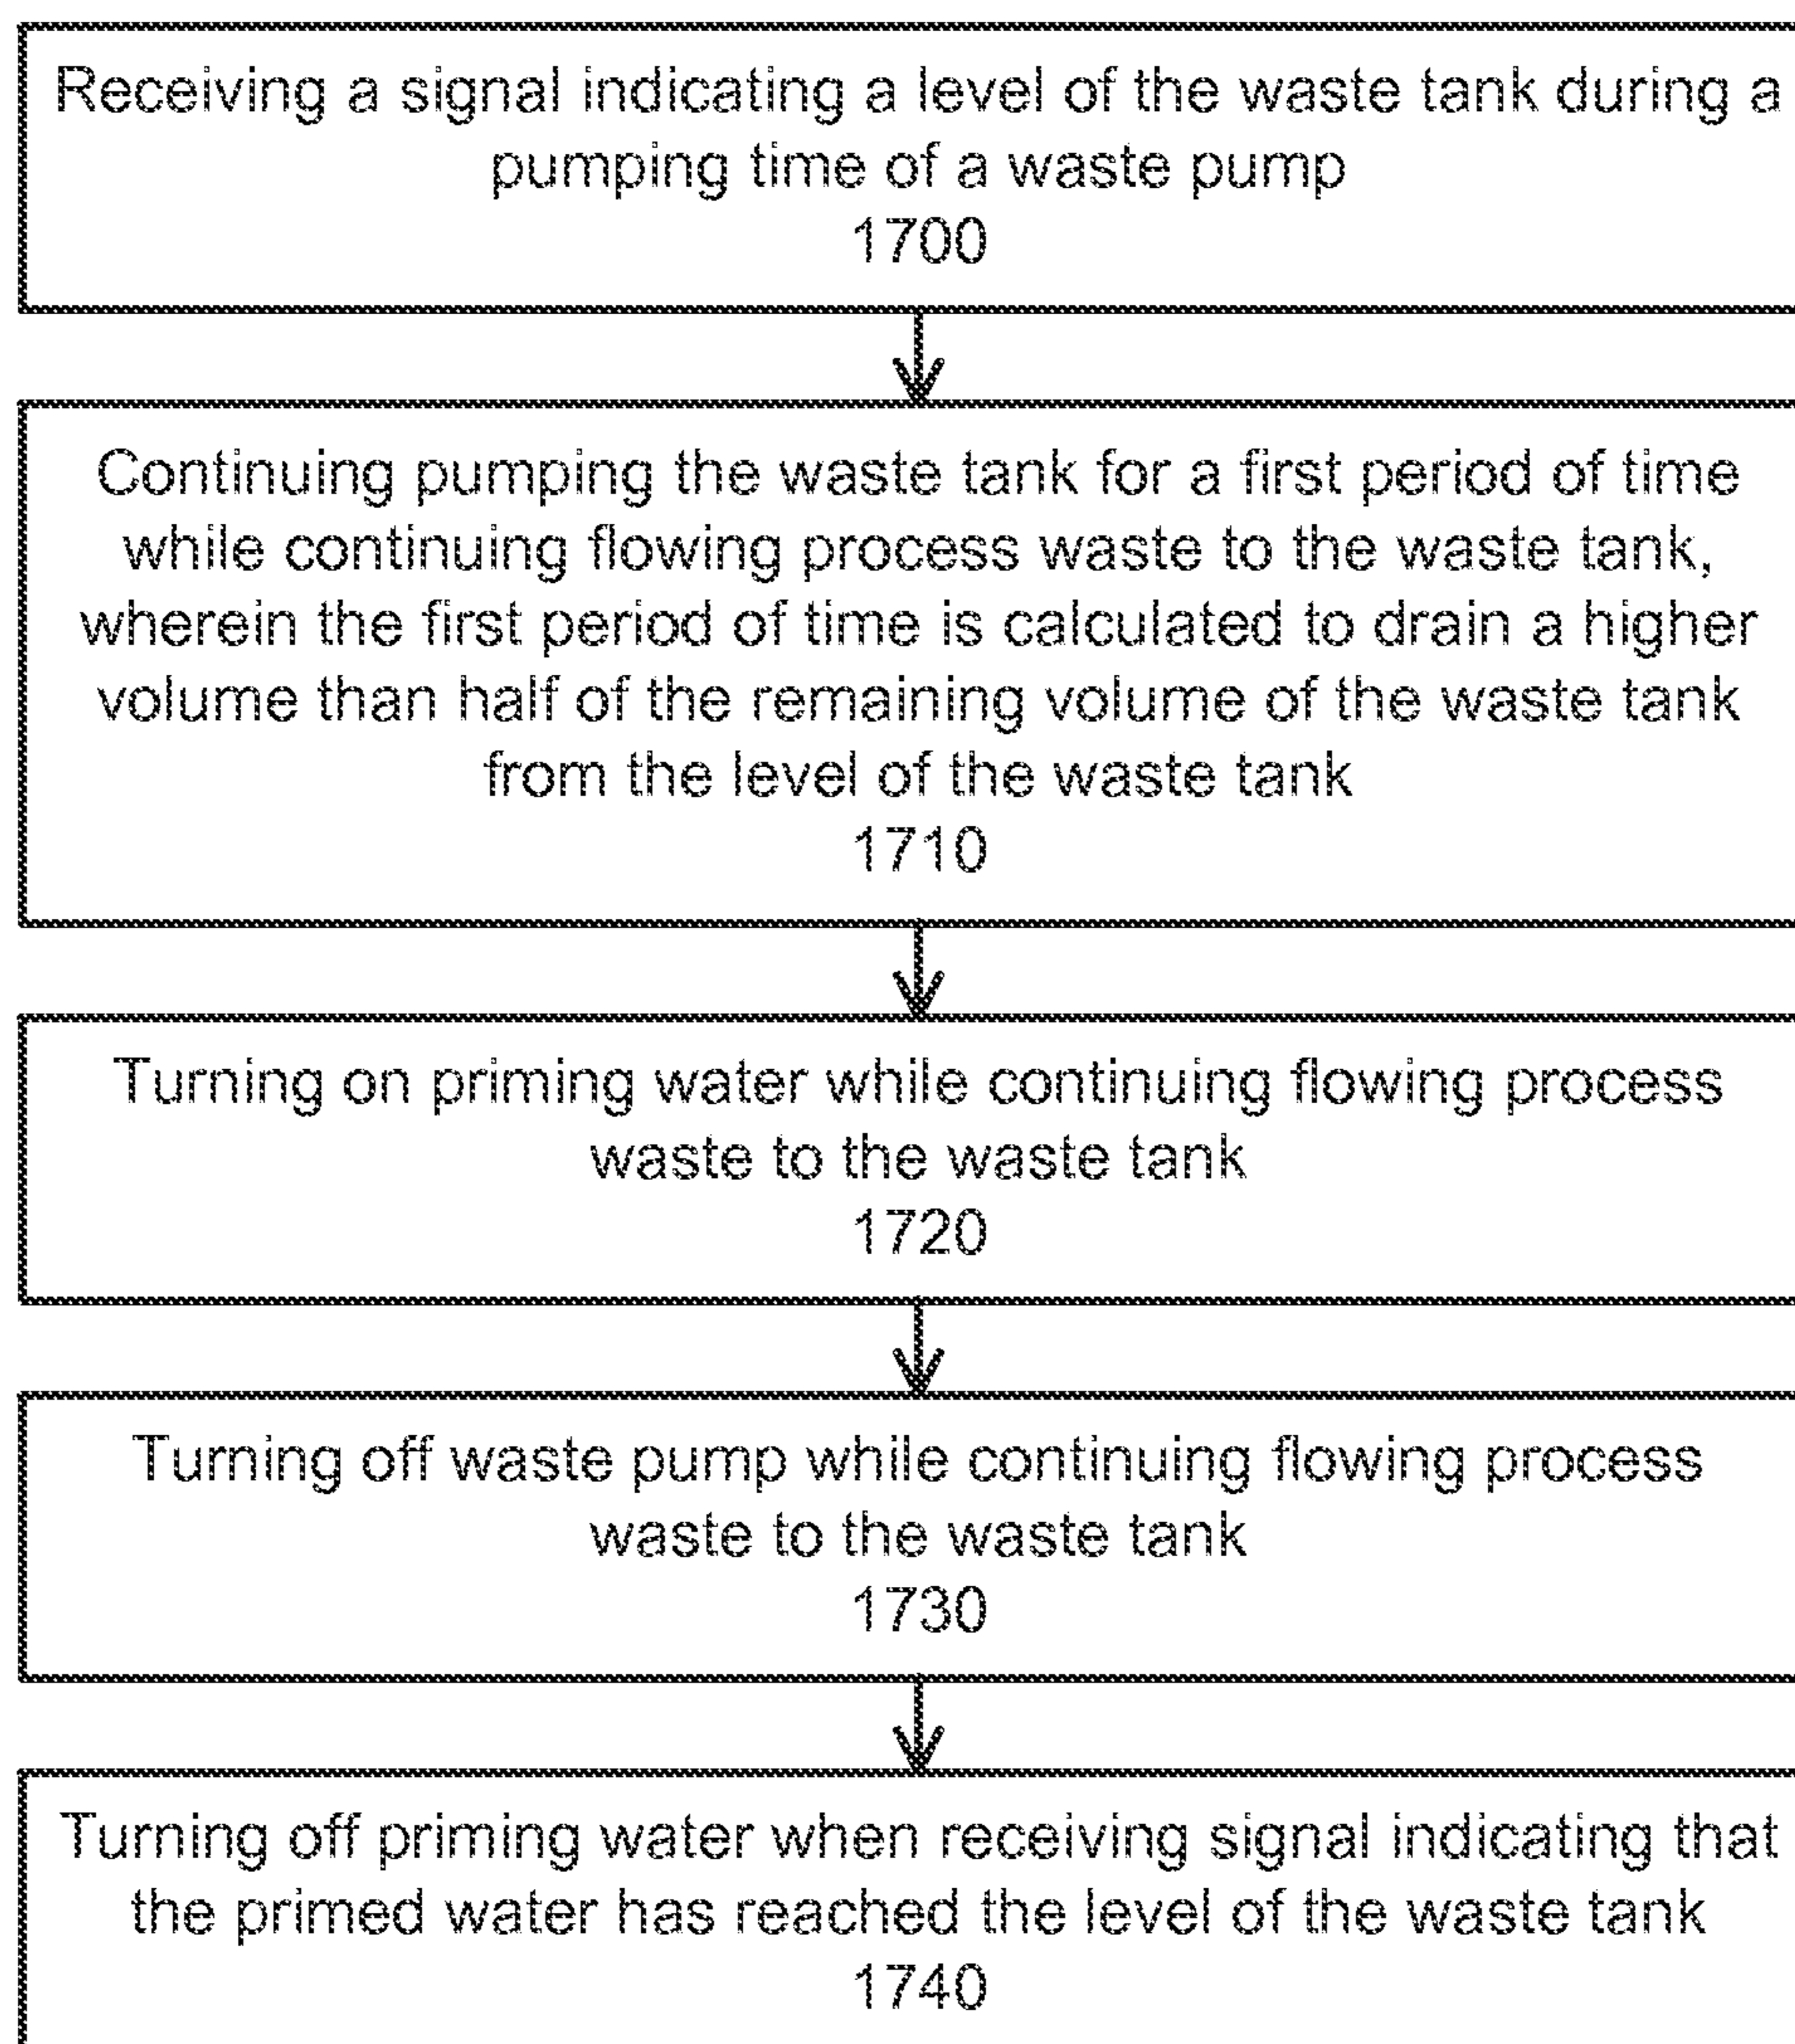 Receiving a signal indicating a level of the waste tank during a
pumping time of a waste pump
1700
Continuing pumping the waste tank for a first period of time
while continuing flowing process waste to the waste tank,
wherein the first period of time is calculated to drain a higher
volume than half of the remaining volume of the waste tank
from the level of the waste tank
1710
Turning on priming water while continuing flowing process
waste to the waste tank
1720
Turning off waste pump while continuing flowing process
waste to the waste tank
1730
Turning off priming water when receiving signal indicating that
the primed water has reached the level of the waste tank
1740